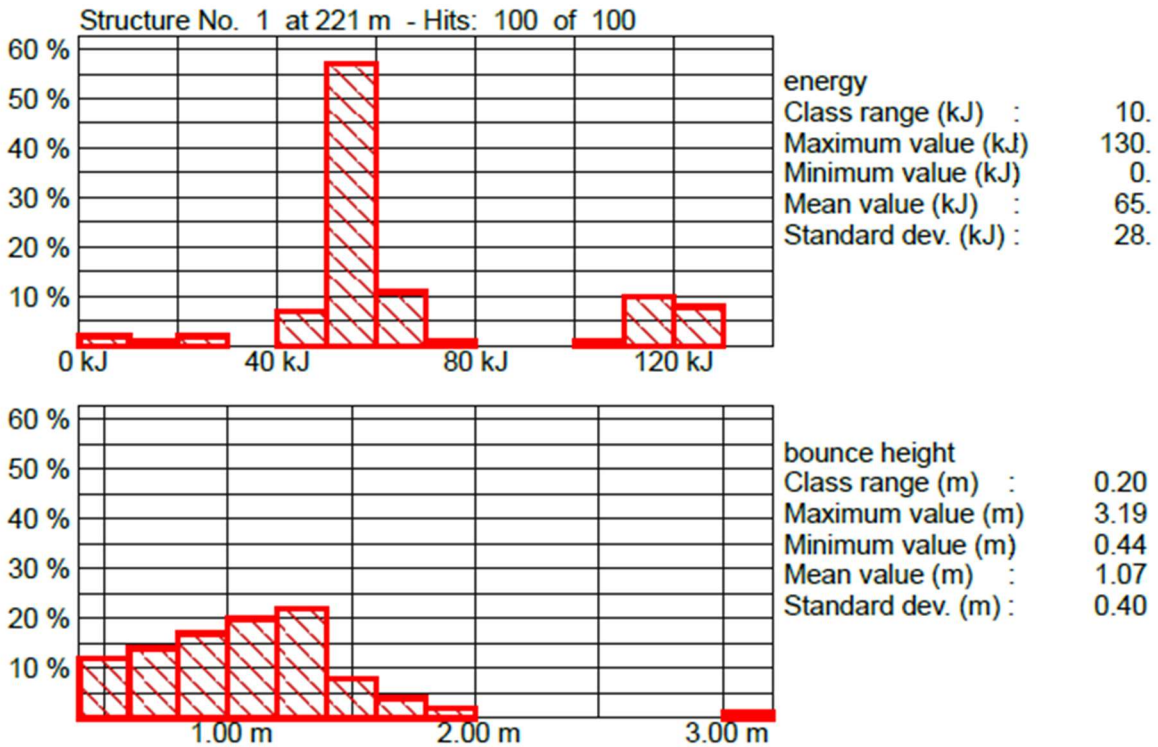 Structure No. 1 at 221 m - Hits: 100 of 100
60 %
50 %
40 %
30 %
20 %
10 %
0 kJ 40 kJ 80 kJ 120 kJ
energy
Class range (kJ) : 10.
Maximum value (kJ) 130.
Minimum value (kJ) 0.
Mean value (kJ) : 65.
Standard dev. (kJ) : 28.
60 %
50 %
40 %
30 %
20 %
10 %
1.00 m 2.00 m 3.00 m
bounce height
Class range (m) : 0.20
Maximum value (m) 3.19
Minimum value (m) 0.44
Mean value (m) : 1.07
Standard dev. (m) : 0.40